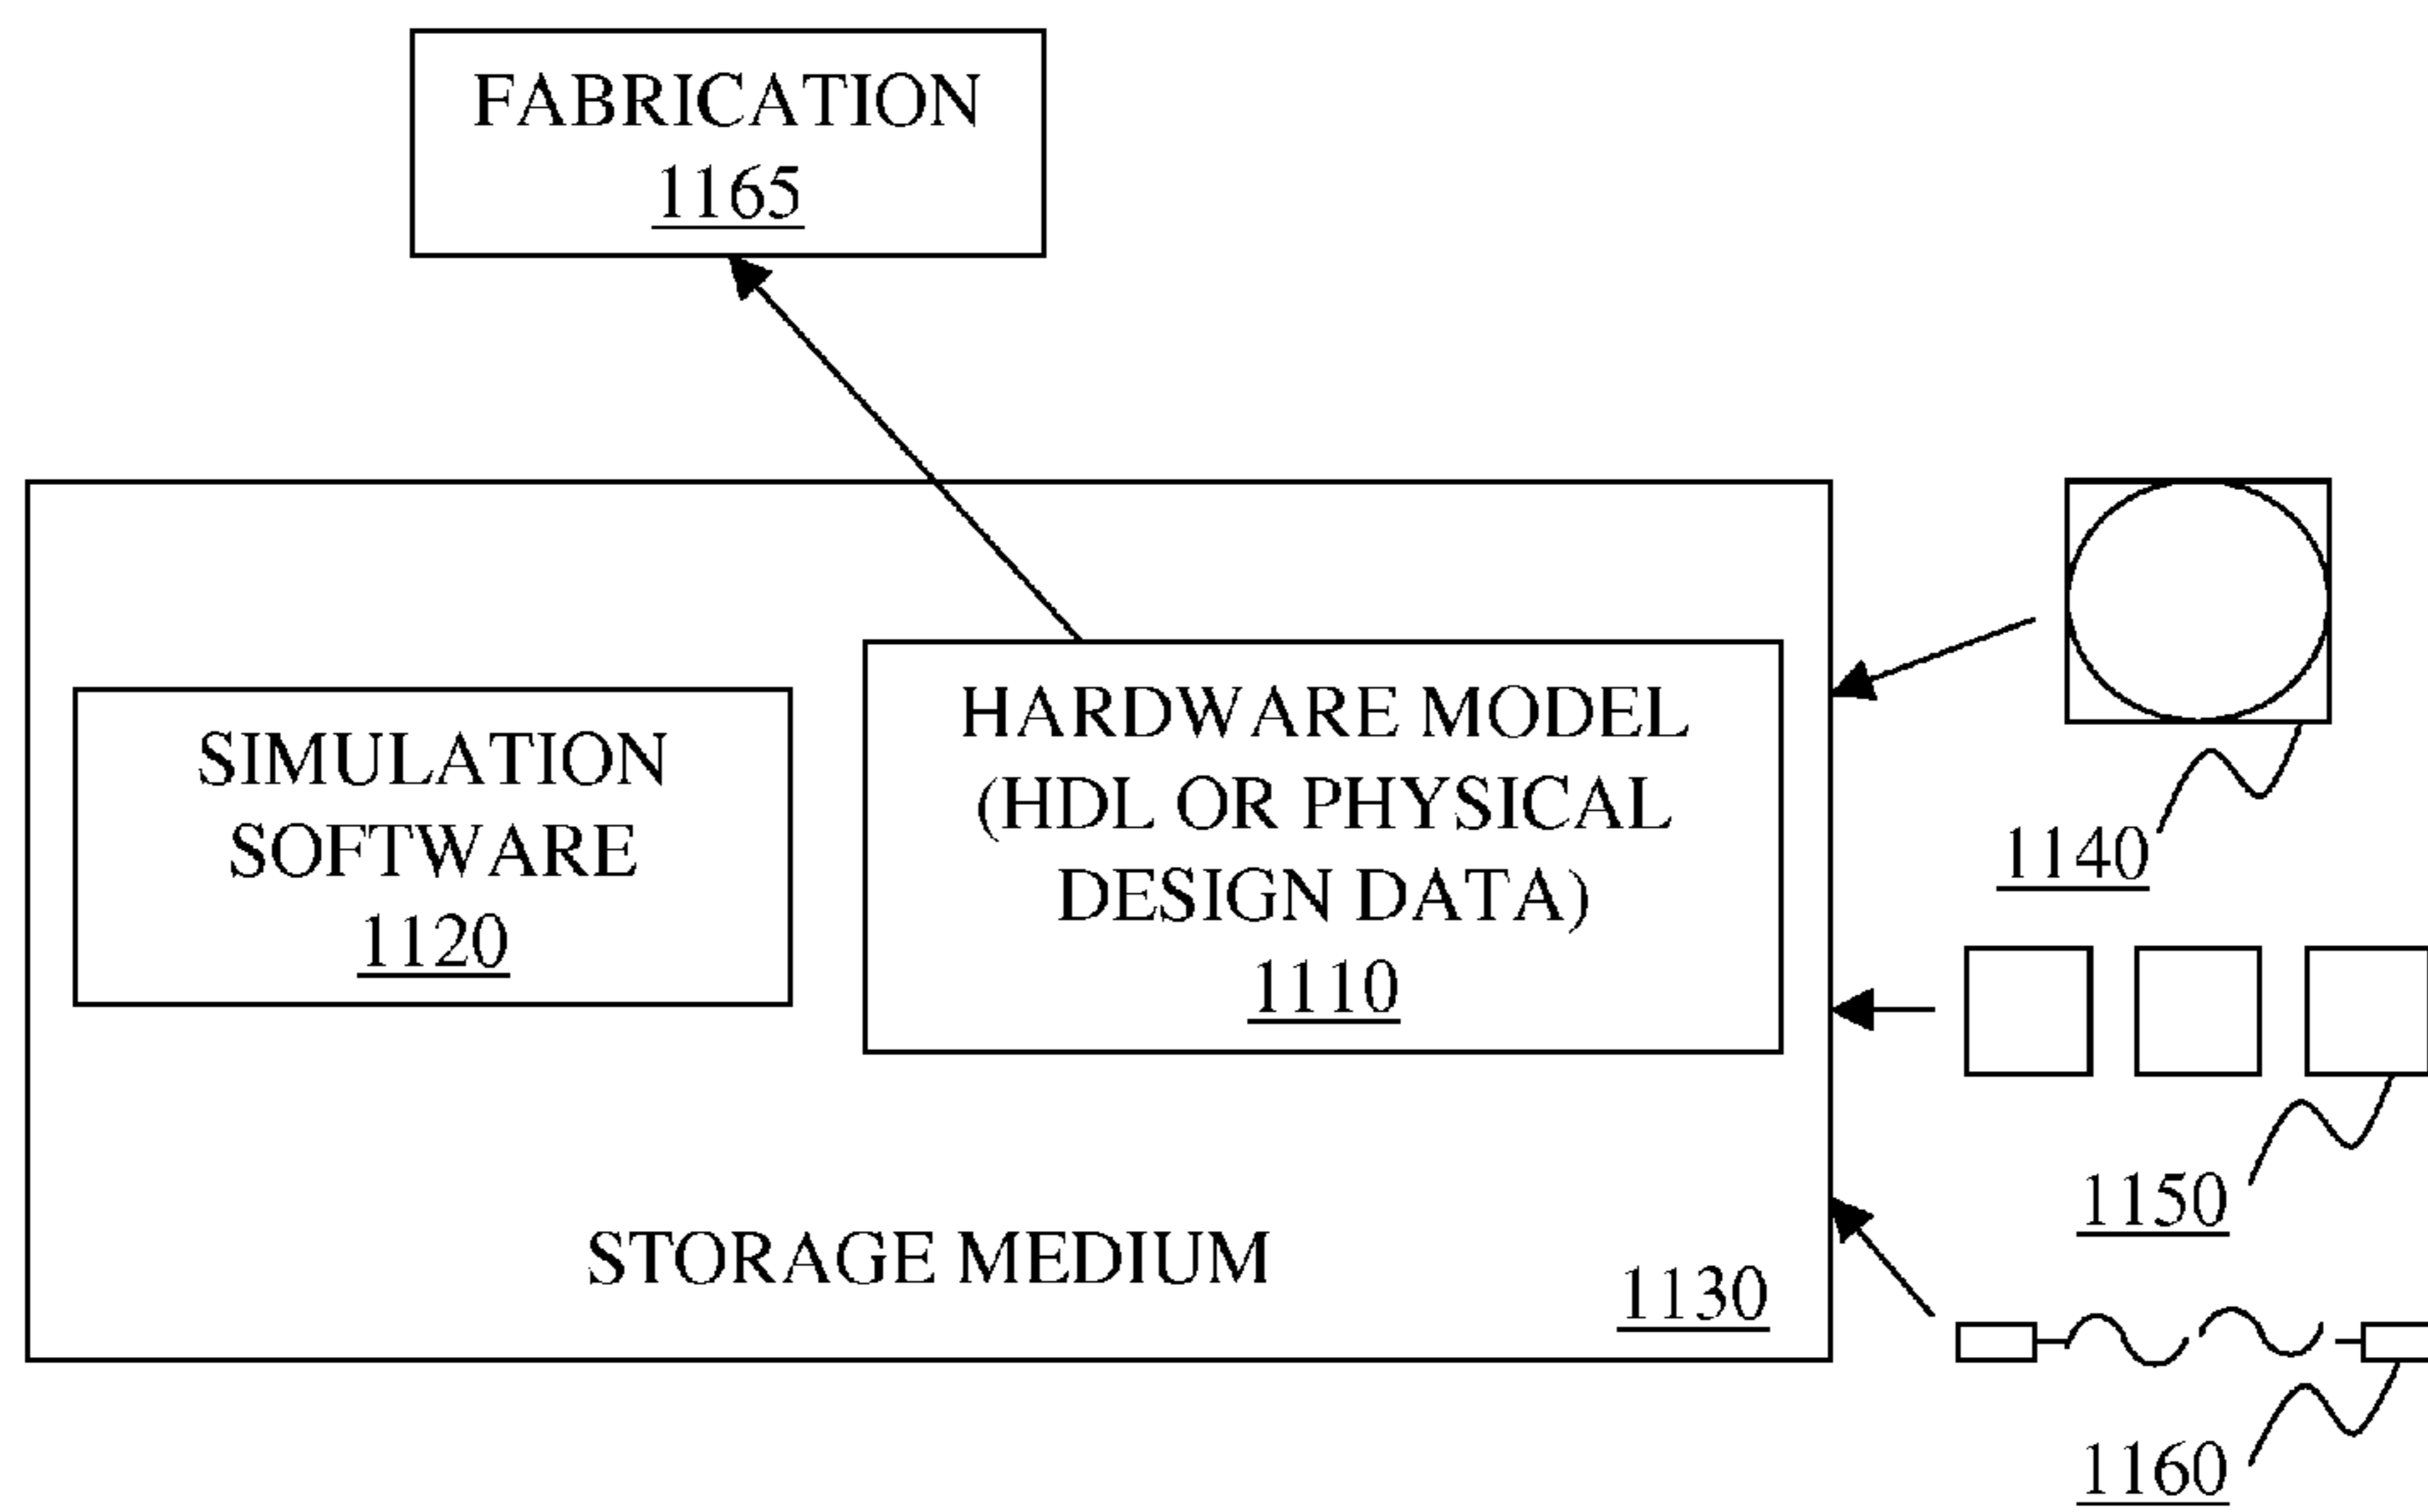 FABRICATION
1165
SIMULATION
SOFTWARE
1120
HARDWARE MODEL
(HDL OR PHYSICAL
DESIGN DATA)
1110
STORAGE MEDIUM
1130
1140
1150
1160